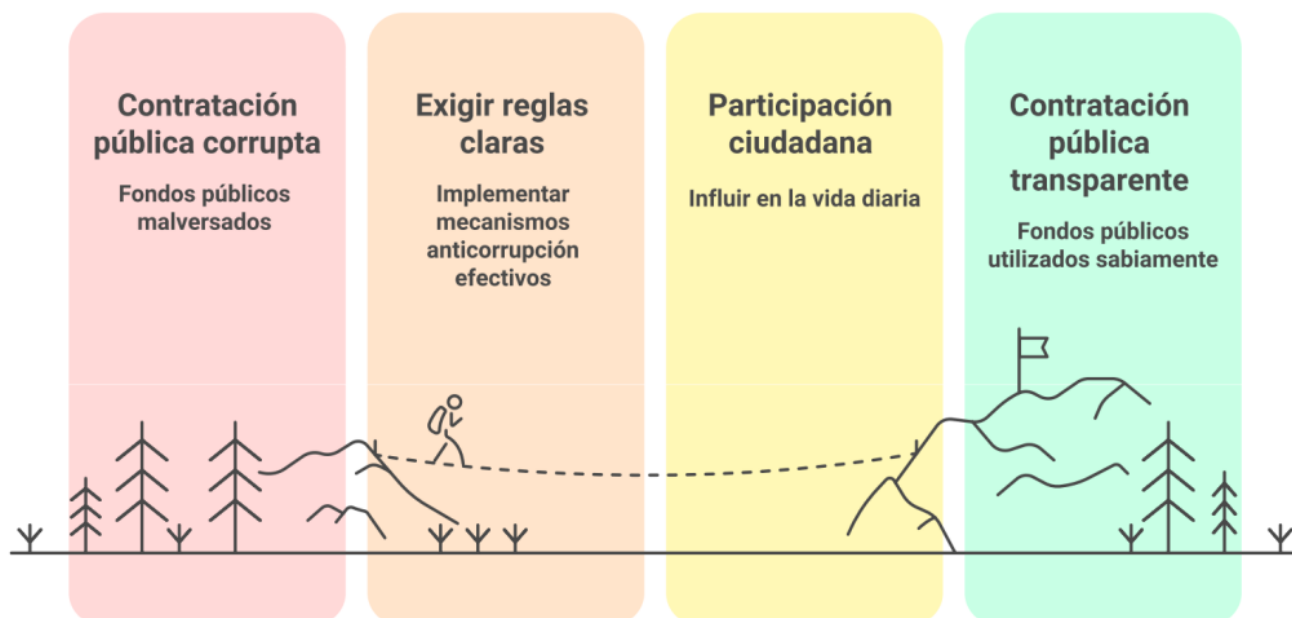 Contratación
pública corrupta
Fondos públicos
malversados
Exigir reglas
claras
Implementar
mecanismos
anticorrupción
efectivos
Participación
ciudadana
Influir en la vida diaria
Contratación
pública
transparente
Fondos públicos
utilizados sabiamente